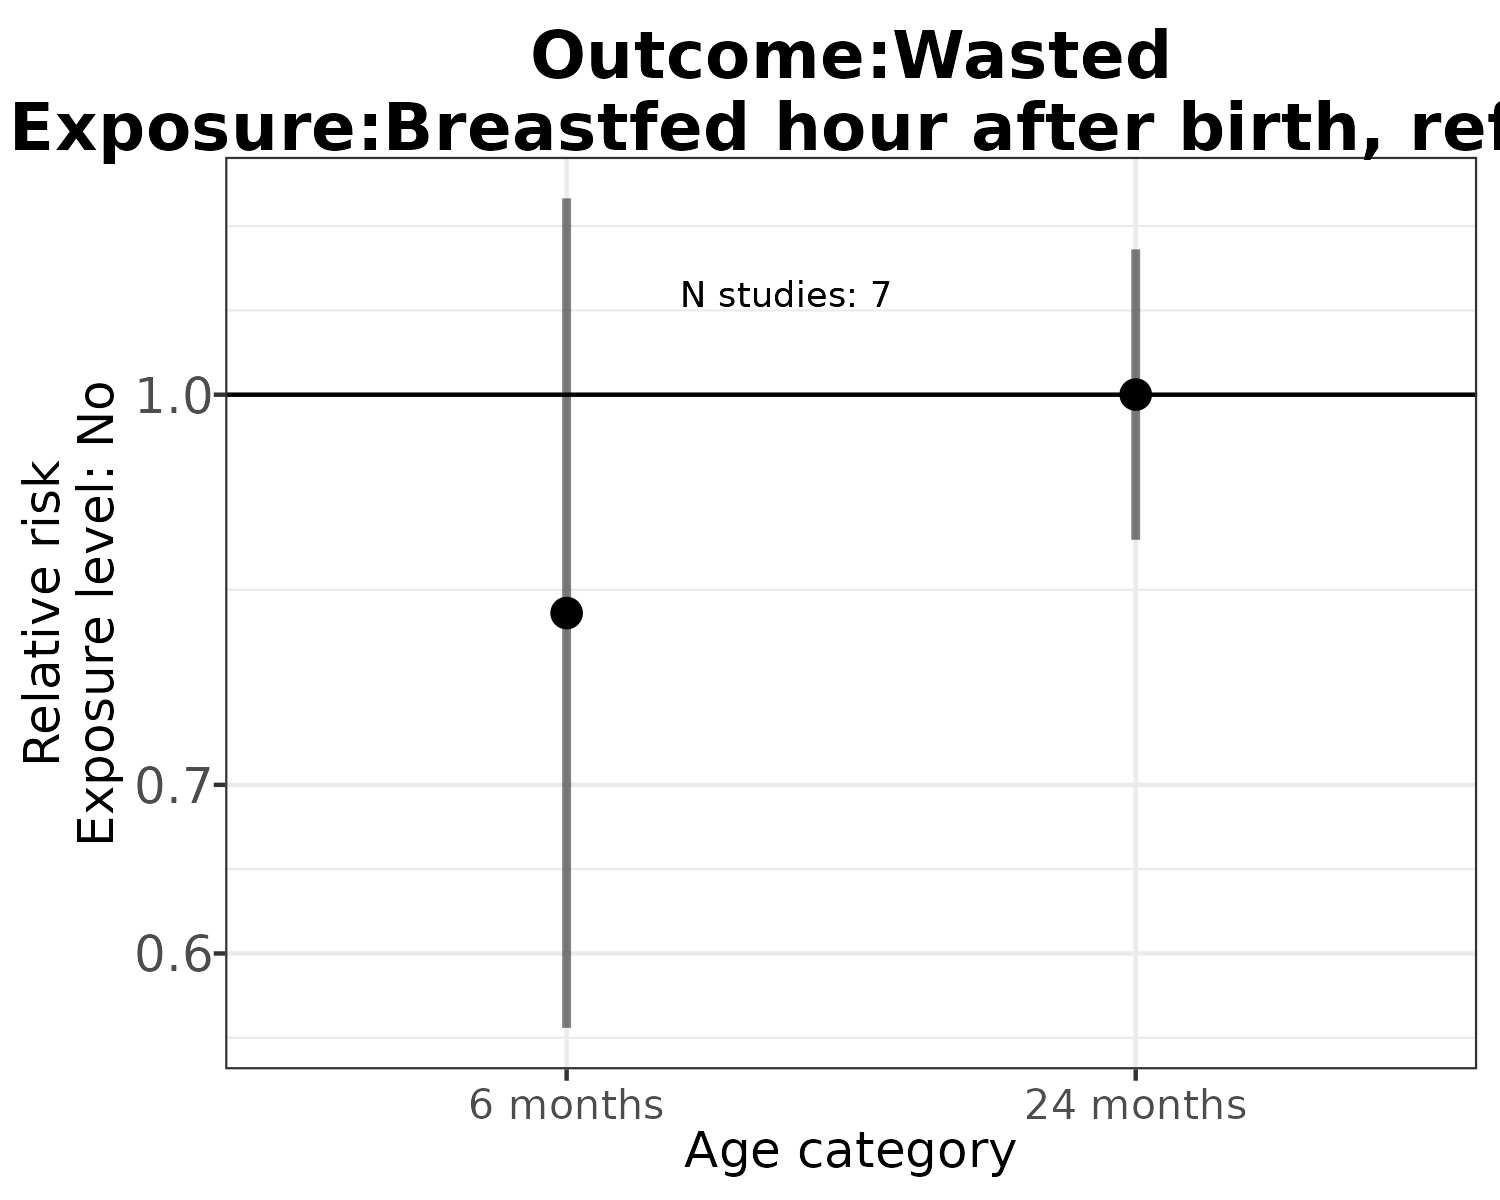 Outcome:Wasted
Exposure:Breastfed hour after birth, ref
N studies: 7
Relative risk
Exposure level: No
1.0
0.7
0.6
6 months
24 months
Age category